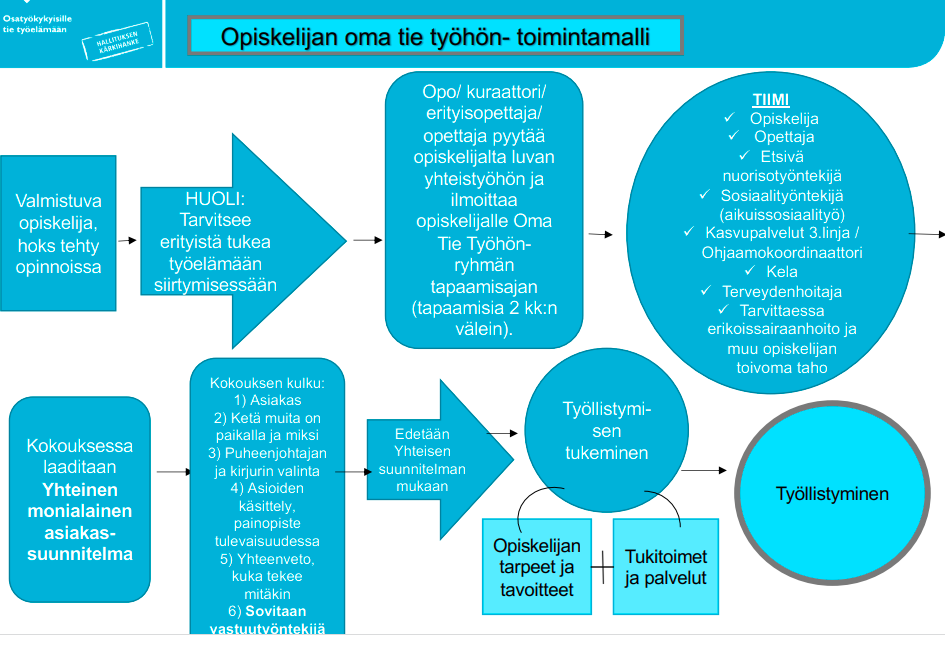 Osatyökykyisille
tie työelämään
HALLITUKSEN
KÄRKIHANKE
Opiskelijan oma tie työhön- toimintamalli
Valmistuva
opiskelija,
hoks tehty
opinnoissa
HUOLI:
Tarvitsee
erityistä tukea
työelämään
siirtymisessään
Opo/ kuraattori/
erityisopettaja/
opettaja pyytää
opiskelijalta luvan
yhteistyöhön ja
ilmoittaa
opiskelijalle Oma
Tie Työhön-
ryhmän
tapaamisajan
(tapaamisia 2 kk:n
välein).
TIIMI
✓ Opiskelija
✓ Opettaja
✓ Etsivä
nuorisotyöntekijä
✓ Sosiaalityöntekijä
(aikuissosiaalityö)
✓ Kasvupalvelut 3.linja /
Ohjaamokoordinaattori
✓ Kela
✓ Terveydenhoitaja
✓ Tarvittaessa
erikoissairaanhoito ja
muu opiskelijan
toivoma taho
Kokouksessa
laaditaan
Yhteinen
monialainen
asiakas-
suunnitelma
Kokouksen kulku:
1) Asiakas
2) Ketä muita on
paikalla ja miksi
3) Puheenjohtajan
ja kirjurin valinta
4) Asioiden
käsittely,
painopiste
tulevaisuudessa
5) Yhteenveto,
kuka tekee
mitäkin
6) Sovitaan
vastuutyöntekijä
Edetään
Yhteisen
suunnitelman
mukaan
Työllistymi-
sen
tukeminen
Opiskelijan
tarpeet ja
tavoitteet
Tukitoimet
ja palvelut
Työllistyminen